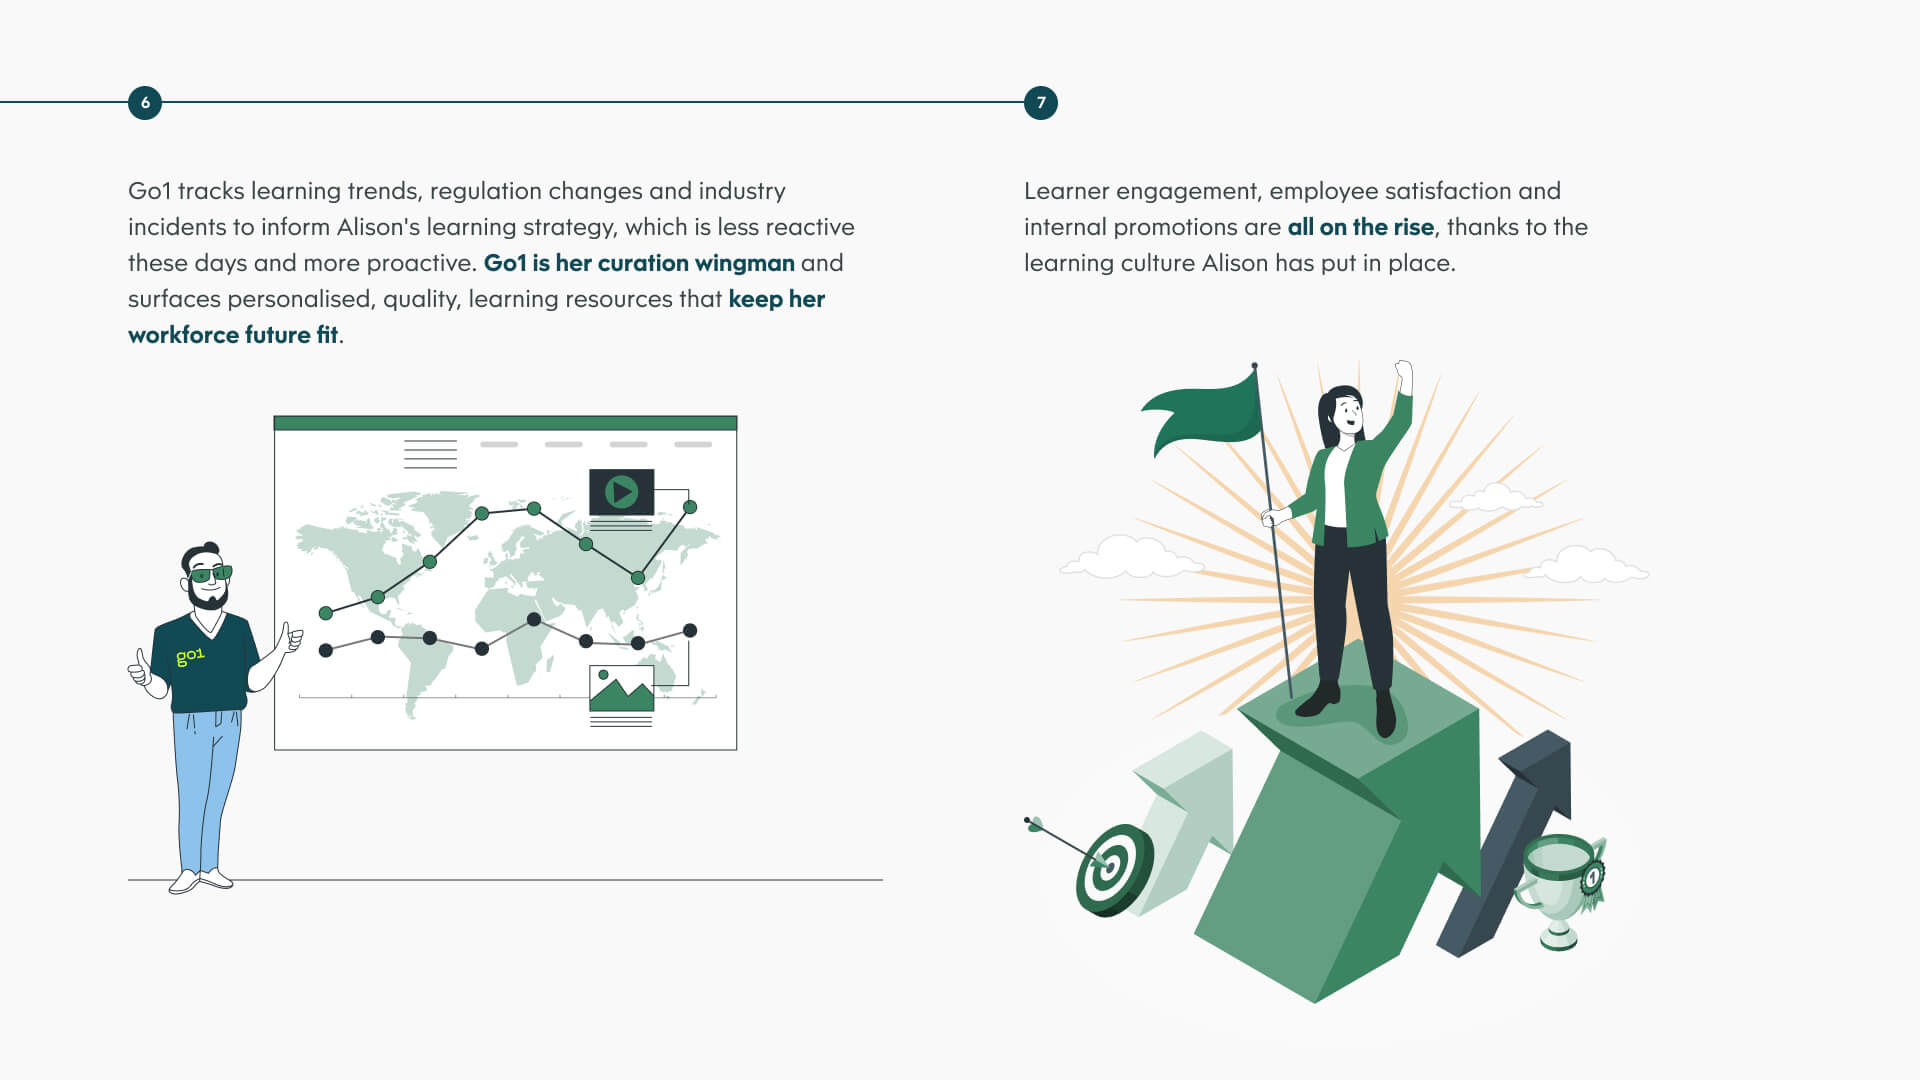 6
Go1 tracks learning trends, regulation changes and industry
incidents to inform Alison's learning strategy, which is less reactive
these days and more proactive. Go1 is her curation wingman and
surfaces personalised, quality, learning resources that keep her
workforce future fit.
go1
7
Learner engagement, employee satisfaction and
internal promotions are all on the rise, thanks to the
learning culture Alison has put in place.
1